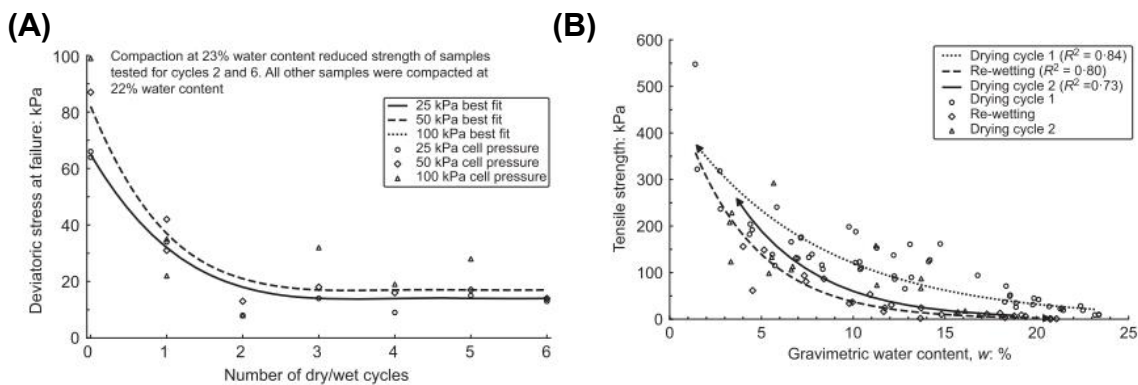 (A)
Compaction at 23% water content reduced strength of samples
tested for cycles 2 and 6. All other samples were compacted at
22% water content
25 kPa best fit
50 kPa best fit
100 kPa best fit
25 kPa cell pressure
50 kPa cell pressure
100 kPa cell pressure
Deviatoric stress at failure: kPa
100
80
60
40
20
0
0 1 2 3 4 5 6
Number of dry/wet cycles
(B)
Drying cycle 1 (R² = 0·84)
Re-wetting (R² = 0·80)
Drying cycle 2 (R² =0·73)
Drying cycle 1
Re-wetting
Drying cycle 2
Tensile strength: kPa
600
500
400
300
200
100
0
0 5 10 15 20 25
Gravimetric water content, w: %